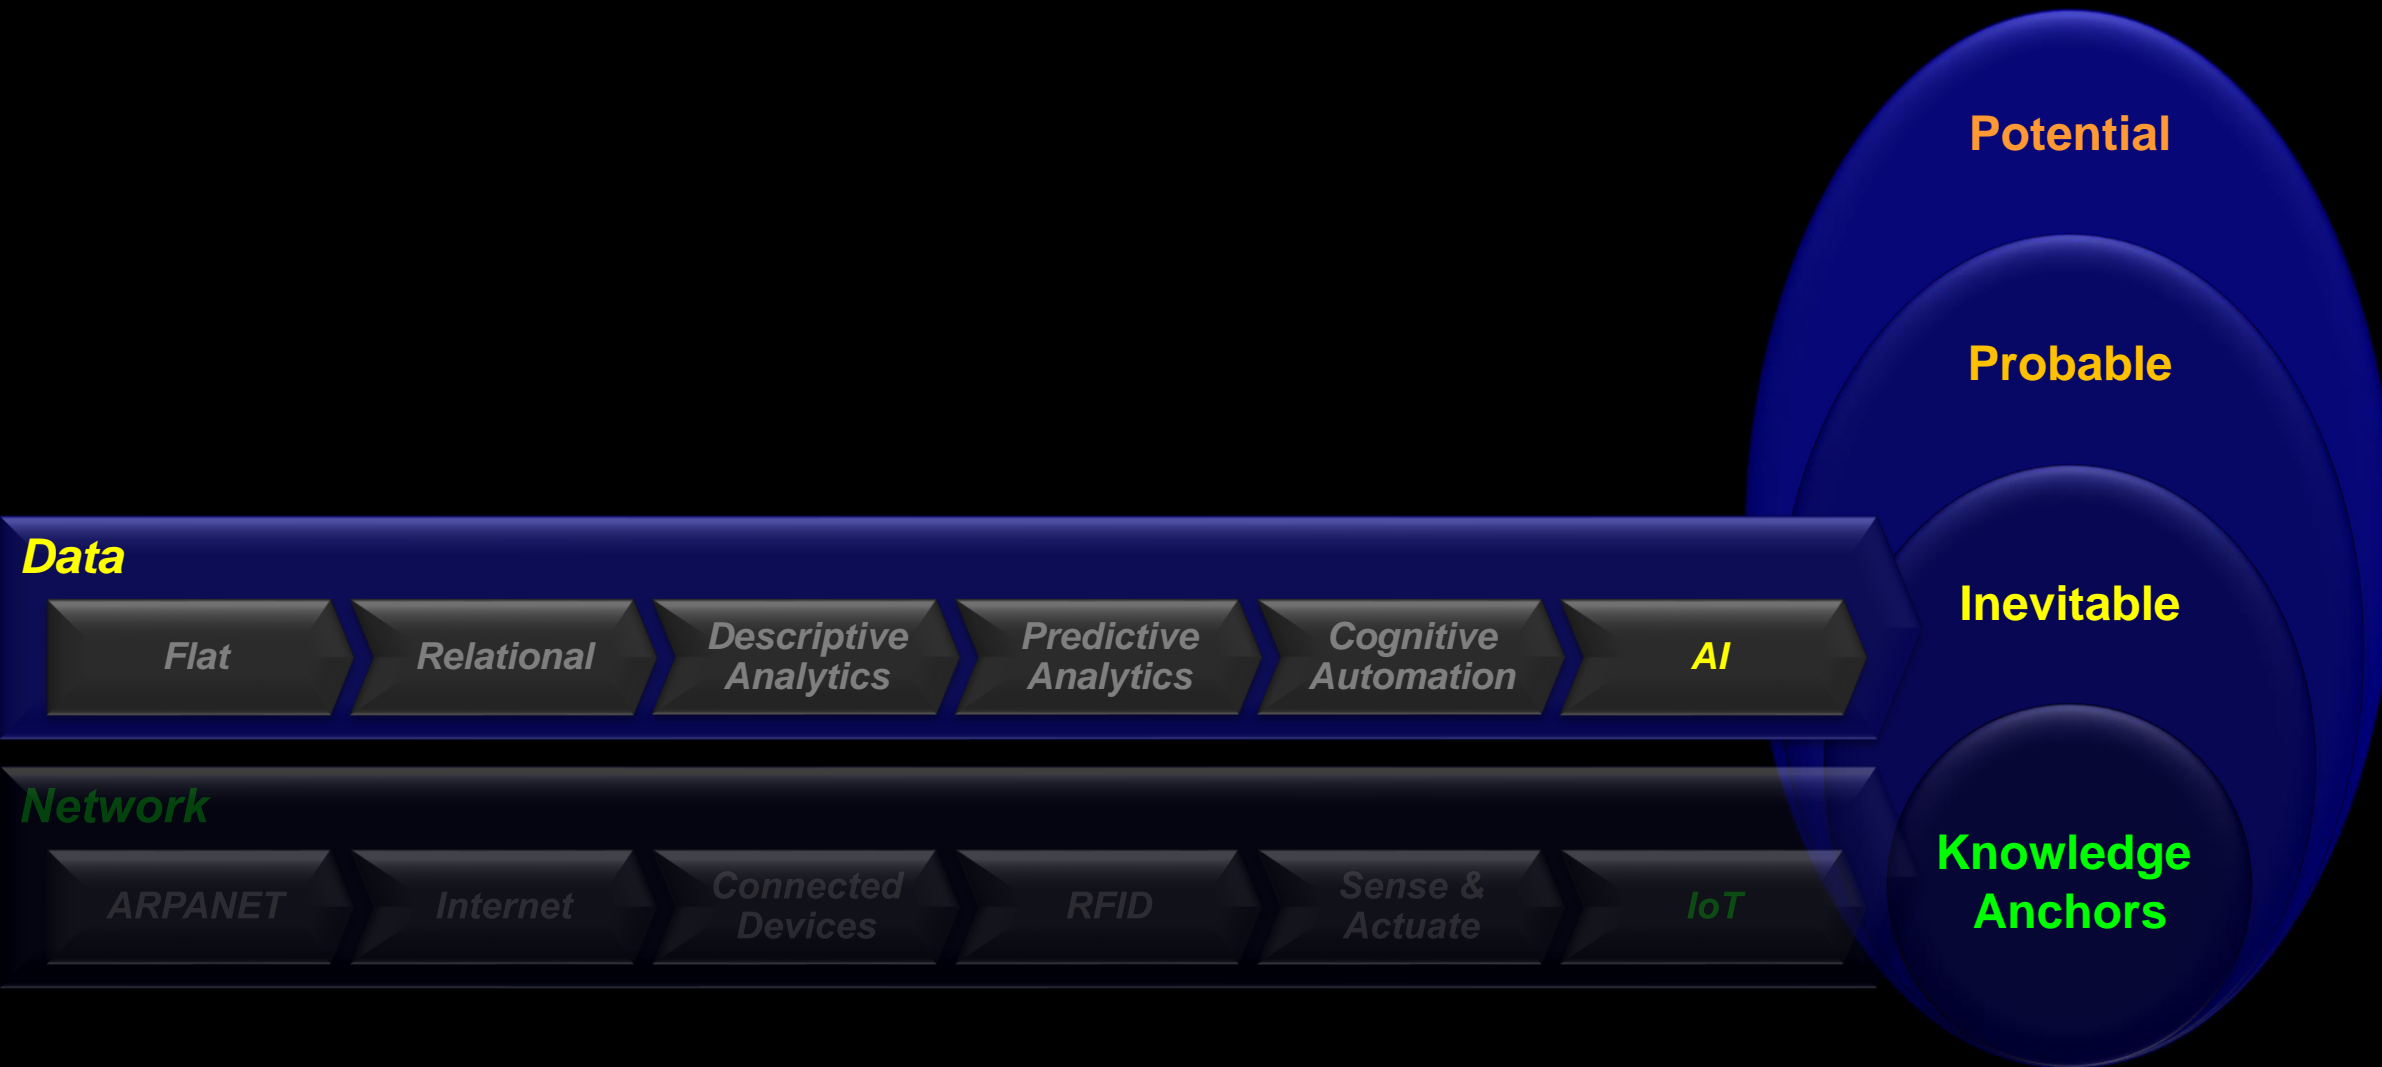 Potential
Probable
Inevitable
Knowledge
Anchors
Data
Flat
Relational
Descriptive
Analytics
Predictive
Analytics
Cognitive
Automation
AI
Network
ARPANET
Internet
Connected
Devices
RFID
Sense &
Actuate
IoT